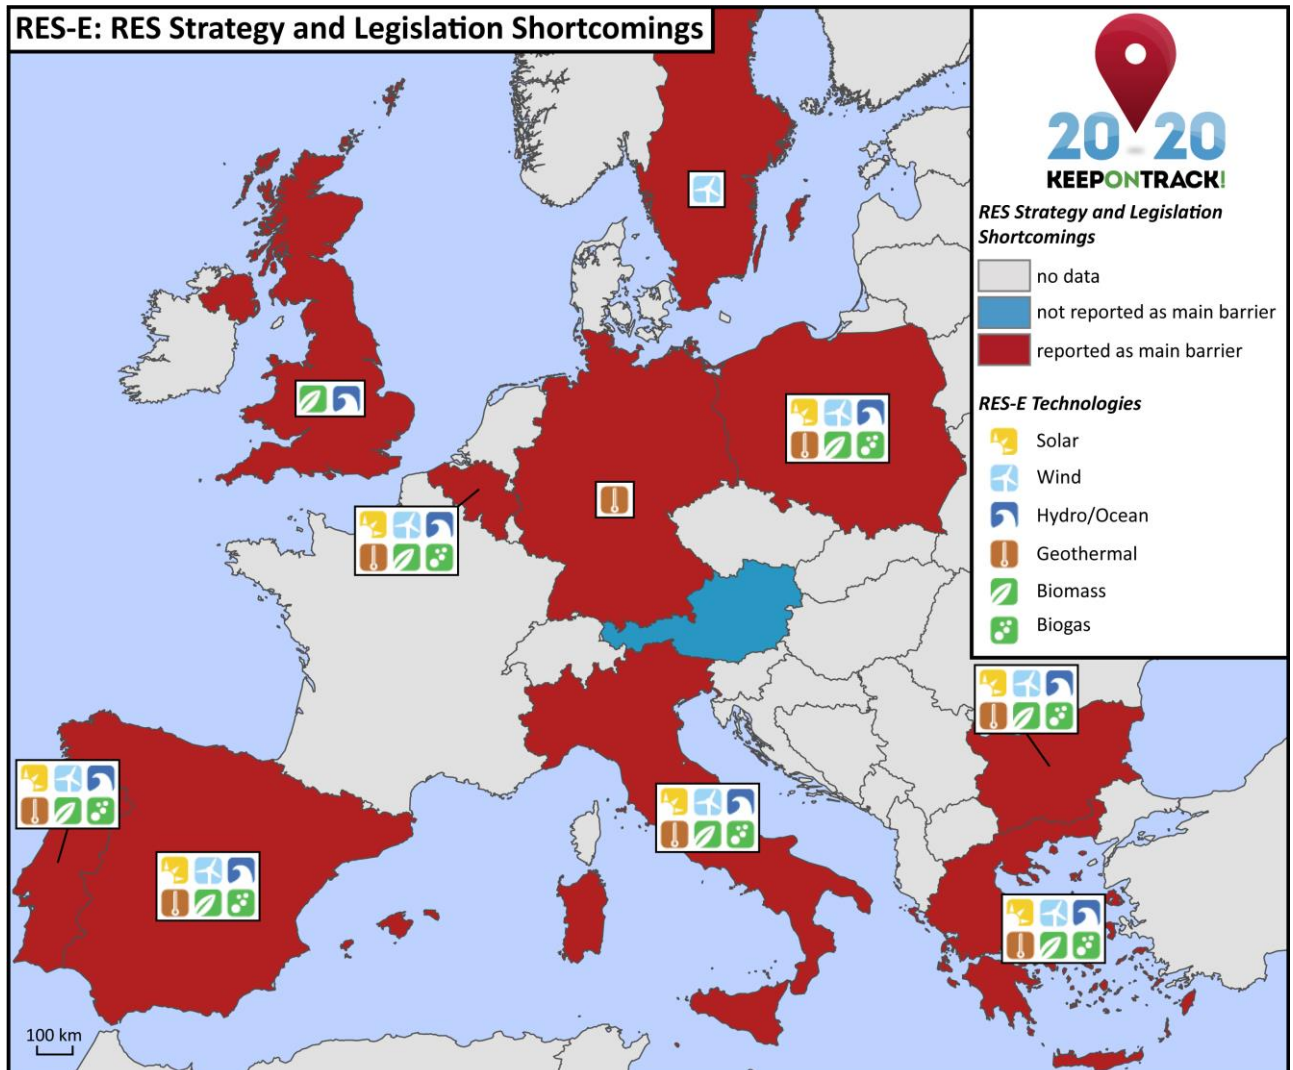 RES-E: RES Strategy and Legislation Shortcomings
20 20
KEEPONTRACK!
RES Strategy and Legislation
Shortcomings
no data
not reported as main barrier
reported as main barrier
RES-E Technologies
Solar
Wind
Hydro/Ocean
Geothermal
Biomass
Biogas
100 km